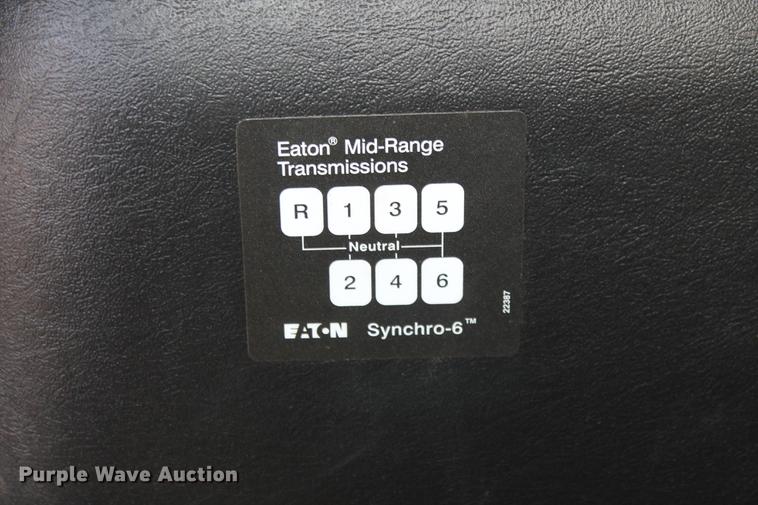 Eaton® Mid-Range
Transmissions
R 1 3 5
Neutral
2 4 6
22387
EATON Synchro-6™
Purple Wave Auction